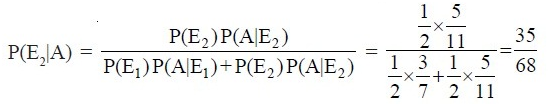 P(E₂|A) = P(E₂)P(A|E₂) / P(E₁)P(A|E₁)+P(E₂)P(A|E₂) = 1/2 × 5/11 / 1/2 × 3/7 + 1/2 × 5/11 = 35/68